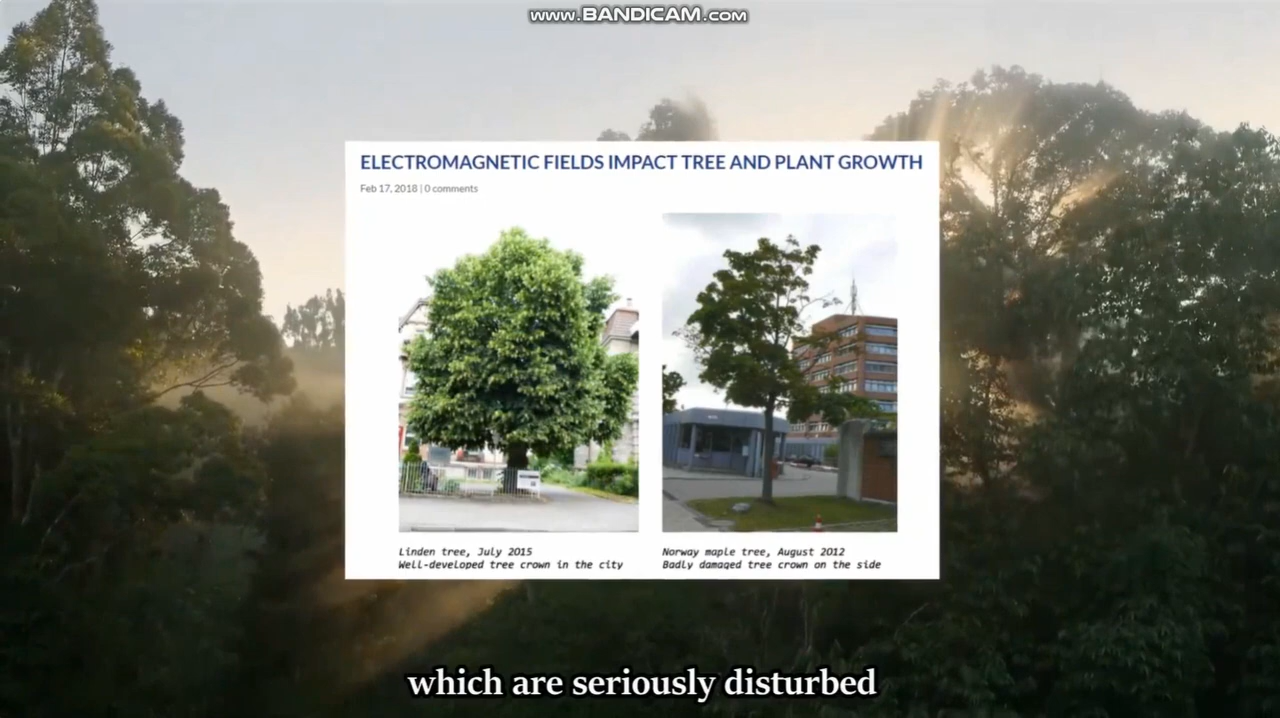 WWW.BANDICAM.COM
ELECTROMAGNETIC FIELDS IMPACT TREE AND PLANT GROWTH
Feb 17, 2018 | 0 comments
Linden tree, July 2015
Well-developed tree crown in the city
Norway maple tree, August 2012
Badly damaged tree crown on the side
which are seriously disturbed